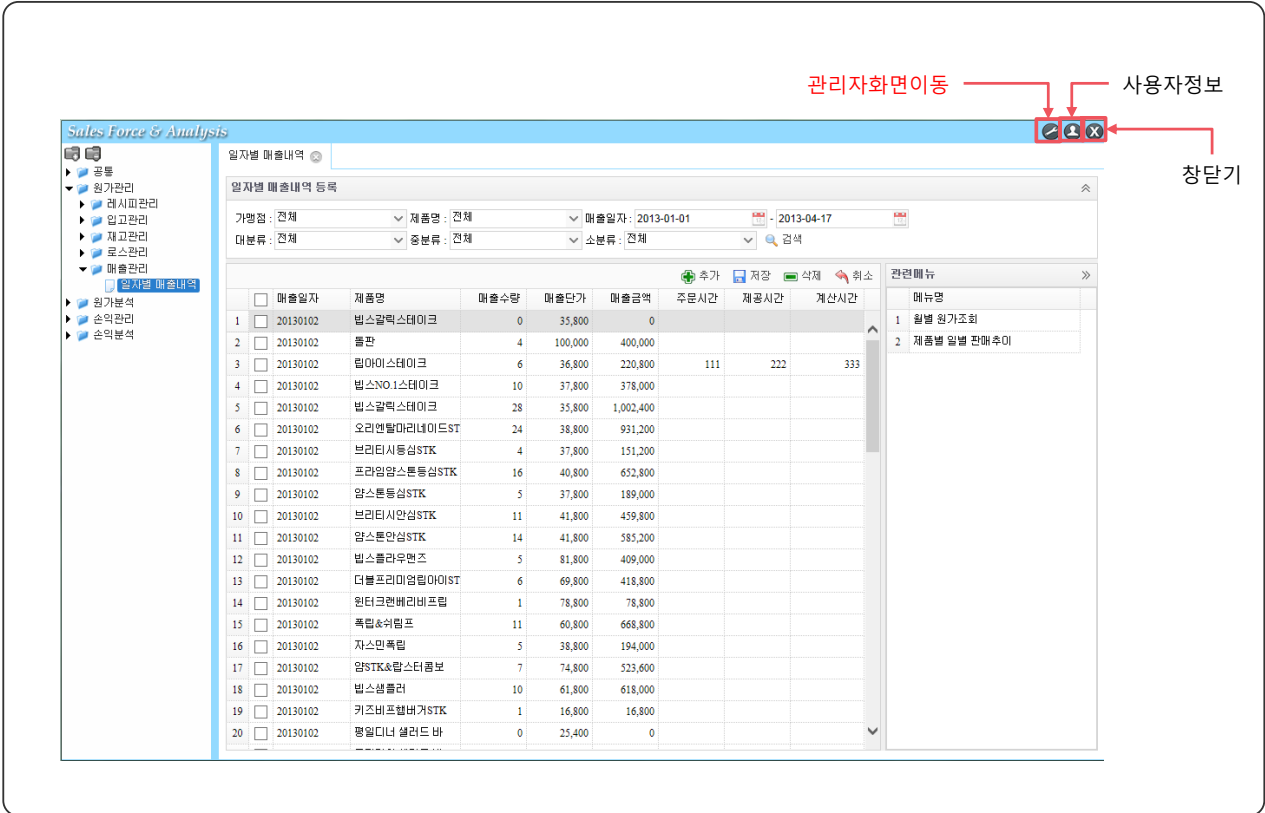 관리자화면이동
사용자정보
창닫기
Sales Force & Analysis
공통
원가관리
레시피관리
입고관리
재고관리
로스관리
매출관리
일자별 매출내역
원가분석
손익관리
손익분석
일자별 매출내역
일자별 매출내역 등록
가맹점 : 전체 제품명 : 전체 매출일자 : 2013-01-01 - 2013-04-17
대분류 : 전체 중분류 : 전체 소분류 : 전체 검색
추가 저장 삭제 취소
매출일자 제품명 매출수량 매출단가 매출금액 주문시간 제공시간 계산시간
1 20130102 빕스갈릭스테이크 0 35,800 0
2 20130102 돌판 4 100,000 400,000
3 20130102 립아이스테이크 6 36,800 220,800 111 222 333
4 20130102 빕스NO.1스테이크 10 37,800 378,000
5 20130102 빕스갈릭스테이크 28 35,800 1,002,400
6 20130102 오리엔탈마리네이드ST 24 38,800 931,200
7 20130102 브리티시등심STK 4 37,800 151,200
8 20130102 프라임얌스톤등심STK 16 40,800 652,800
9 20130102 얌스톤등심STK 5 37,800 189,000
10 20130102 브리티시안심STK 11 41,800 459,800
11 20130102 얌스톤안심STK 14 41,800 585,200
12 20130102 빕스플라우맨즈 5 81,800 409,000
13 20130102 더블프리미엄립아이ST 6 69,800 418,800
14 20130102 윈터크랜베리비프립 1 78,800 78,800
15 20130102 폭립&쉬림프 11 60,800 668,800
16 20130102 자스민폭립 5 38,800 194,000
17 20130102 얌STK&랍스터콤보 7 74,800 523,600
18 20130102 빕스샘플러 10 61,800 618,000
19 20130102 키즈비프햄버거STK 1 16,800 16,800
20 20130102 평일디너 샐러드 바 0 25,400 0
관련메뉴
메뉴명
1 월별 원가조회
2 제품별 일별 판매추이